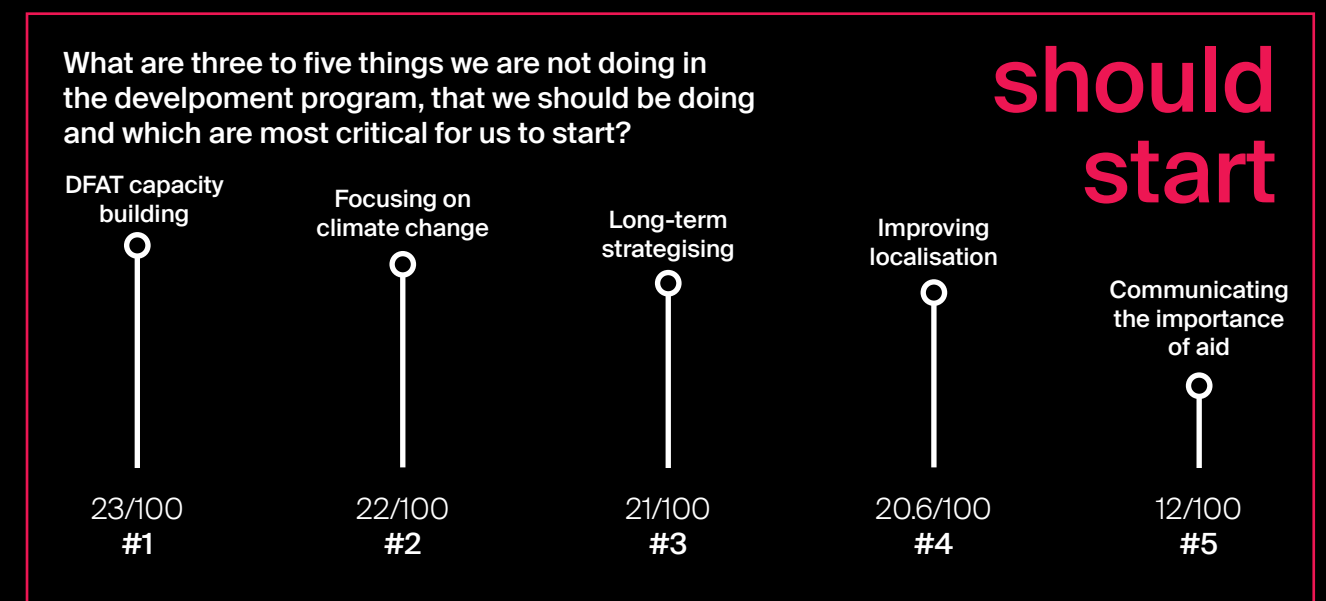 What are three to five things we are not doing in
the develpoment program, that we should be doing
and which are most critical for us to start?
should
start
DFAT capacity
building
Focusing on
climate change
Long-term
strategising
Improving
localisation
Communicating
the importance
of aid
23/100
#1
22/100
#2
21/100
#3
20.6/100
#4
12/100
#5